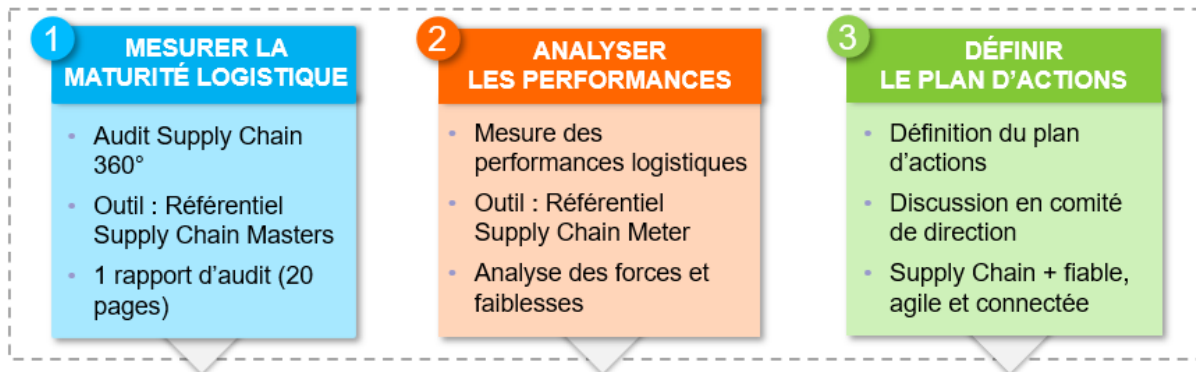 1
MESURER LA
MATURITÉ LOGISTIQUE
• Audit Supply Chain
360°
• Outil : Référentiel
Supply Chain Masters
• 1 rapport d’audit (20
pages)
2
ANALYSER
LES PERFORMANCES
• Mesure des
performances logistiques
• Outil : Référentiel
Supply Chain Meter
• Analyse des forces et
faiblesses
3
DÉFINIR
LE PLAN D’ACTIONS
• Définition du plan
d’actions
• Discussion en comité
de direction
• Supply Chain + fiable,
agile et connectée